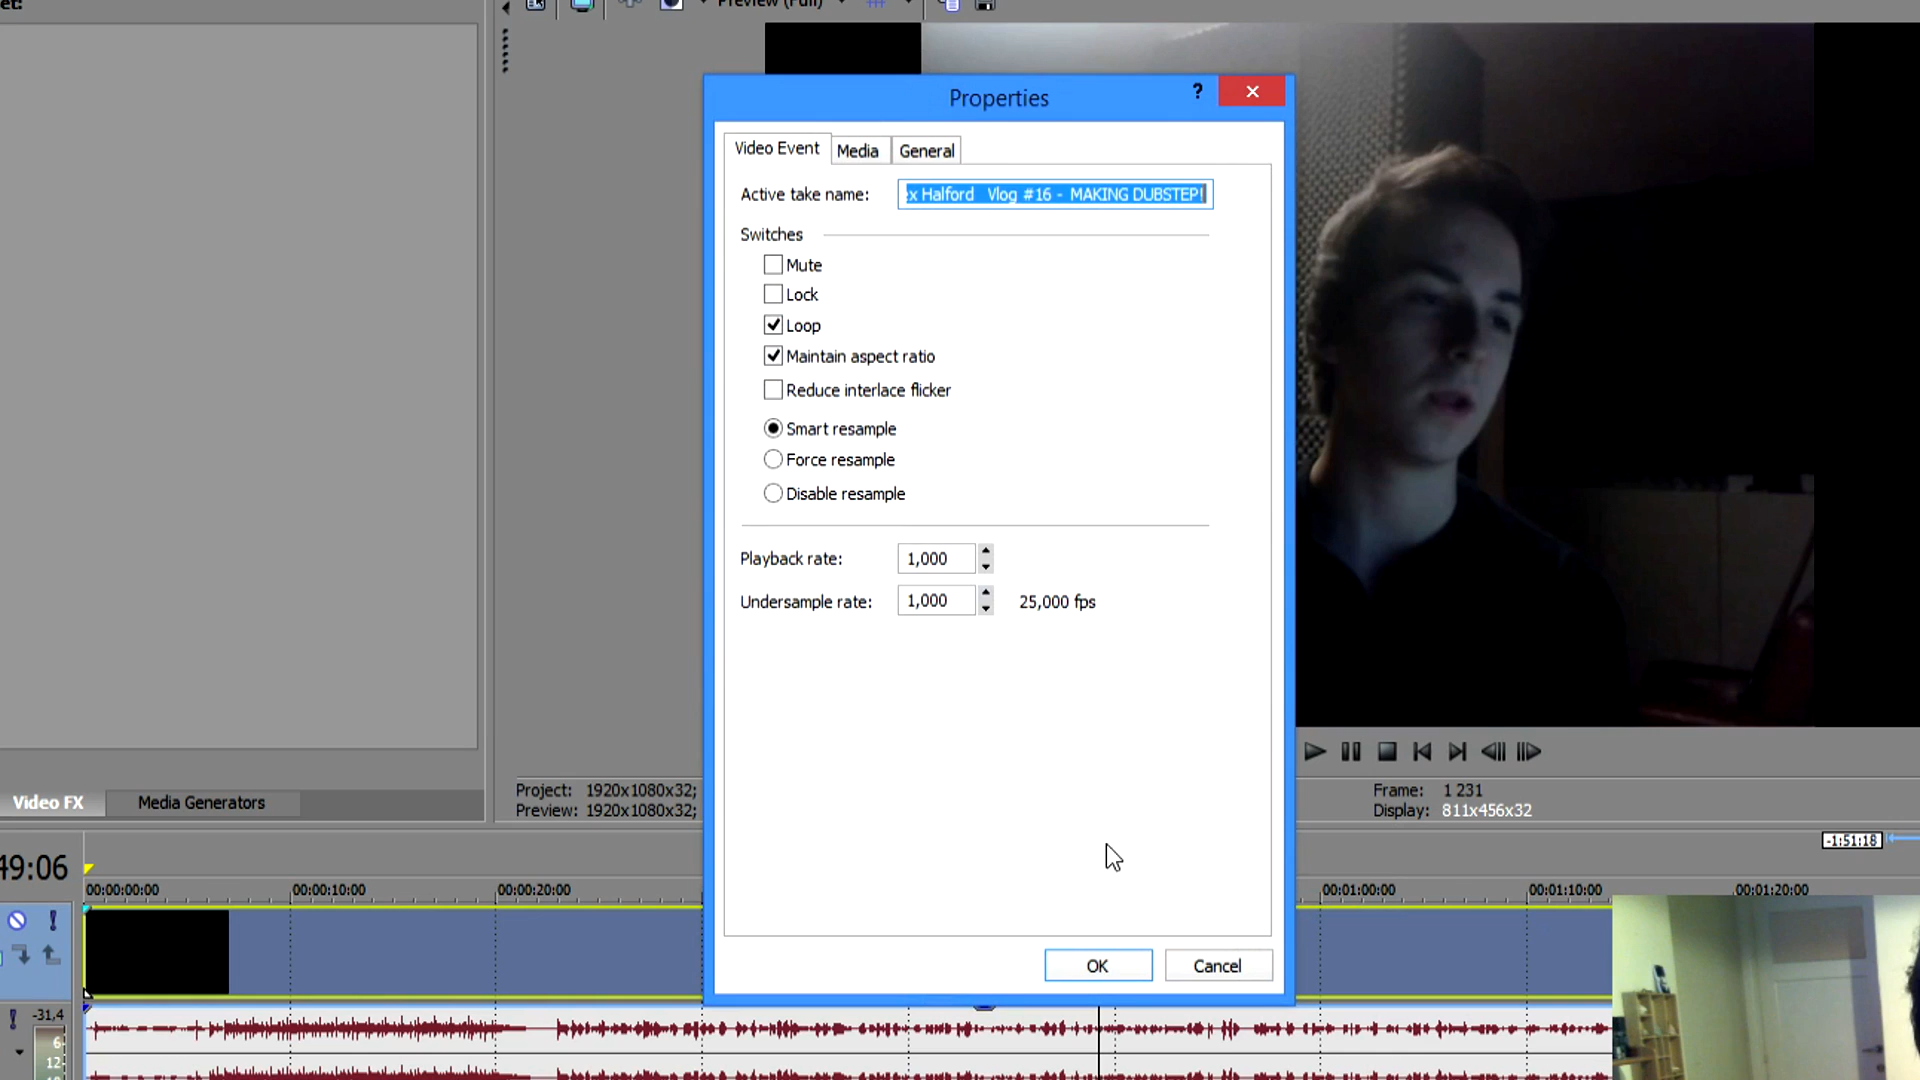 Preview (Full)
Properties
?
Video Event
Media
General
Active take name:
ex Halford Vlog #16 - MAKING DUBSTEP!
Switches
Mute
Lock
Loop
Maintain aspect ratio
Reduce interlace flicker
Smart resample
Force resample
Disable resample
Playback rate: 1,000
Undersample rate: 1,000 25,000 fps
OK
Cancel
Video FX
Media Generators
Project: 1920x1080x32;
Preview: 1920x1080x32;
Frame: 1 231
Display: 811x456x32
-1:51:18
49:06
00:00:00:00
00:00:10:00
00:00:20:00
00:01:00:00
00:01:10:00
00:01:20:00
-31,4
6
12